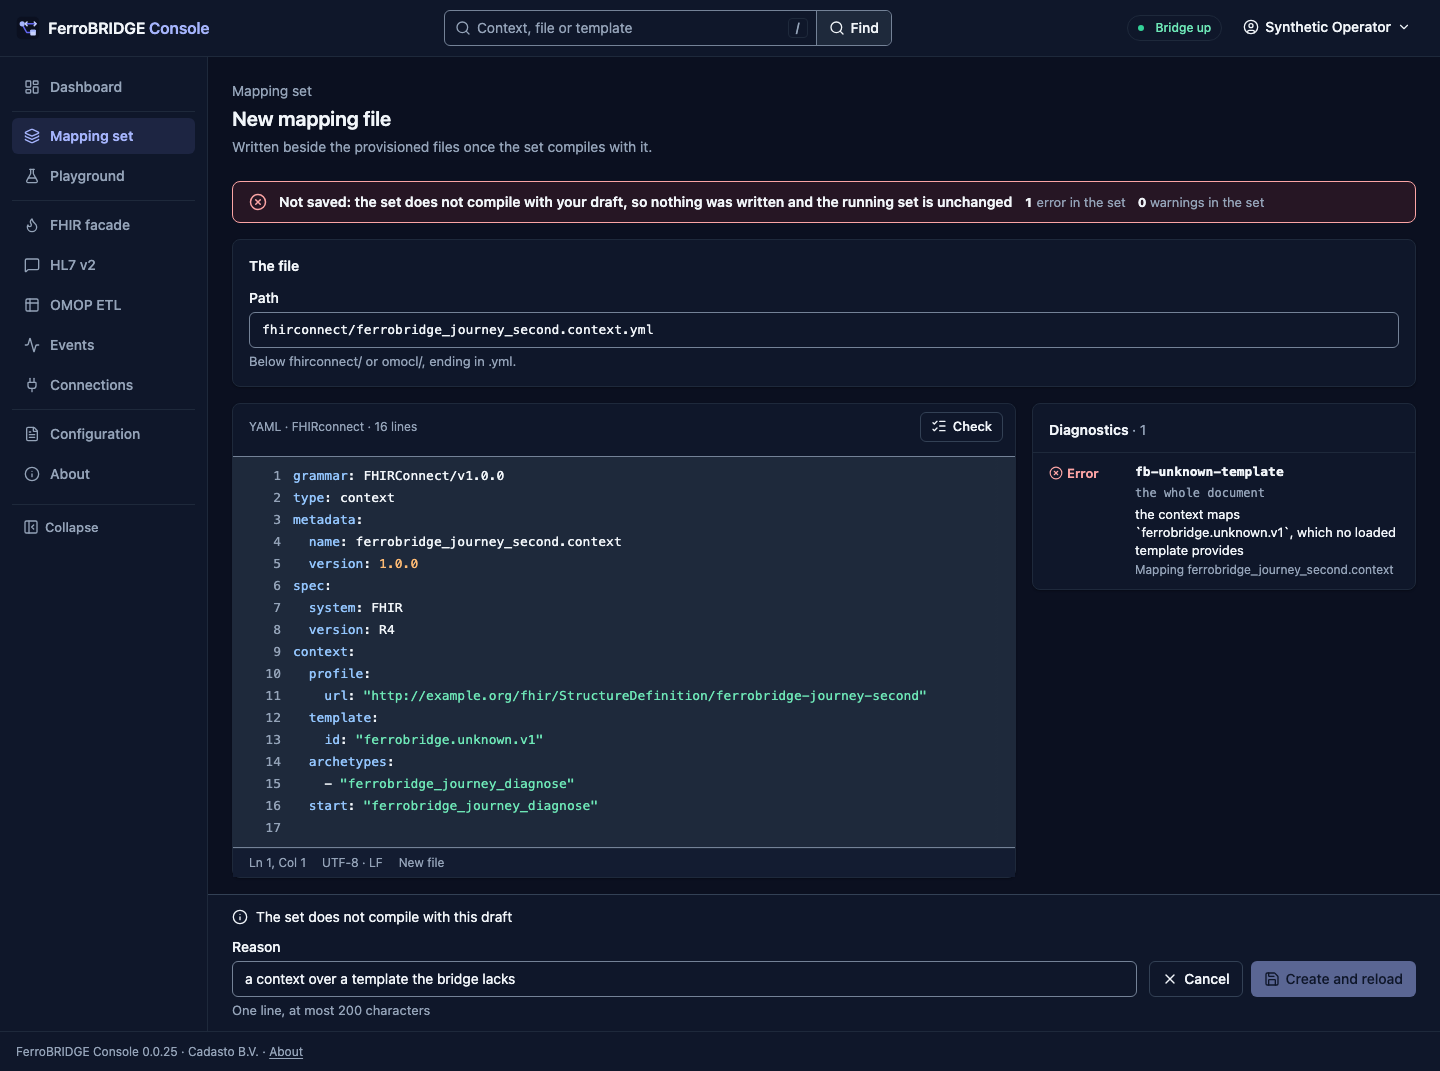 FerroBRIDGE Console
Context, file or template
/
Find
Bridge up
Synthetic Operator
Dashboard
Mapping set
Playground
FHIR facade
HL7 v2
OMOP ETL
Events
Connections
Configuration
About
Collapse
Mapping set
New mapping file
Written beside the provisioned files once the set compiles with it.
Not saved: the set does not compile with your draft, so nothing was written and the running set is unchanged 1 error in the set 0 warnings in the set
The file
Path
fhirconnect/ferrobridge_journey_second.context.yml
Below fhirconnect/ or omocl/, ending in .yml.
YAML · FHIRconnect · 16 lines
Check
1 grammar: FHIRConnect/v1.0.0
2 type: context
3 metadata:
4 name: ferrobridge_journey_second.context
5 version: 1.0.0
6 spec:
7 system: FHIR
8 version: R4
9 context:
10 profile:
11 url: "http://example.org/fhir/StructureDefinition/ferrobridge-journey-second"
12 template:
13 id: "ferrobridge.unknown.v1"
14 archetypes:
15 - "ferrobridge_journey_diagnose"
16 start: "ferrobridge_journey_diagnose"
17
Ln 1, Col 1 UTF-8 · LF New file
Diagnostics · 1
Error
fb-unknown-template
the whole document
the context maps
`ferrobridge.unknown.v1`, which no loaded
template provides
Mapping ferrobridge_journey_second.context
The set does not compile with this draft
Reason
a context over a template the bridge lacks
Cancel
Create and reload
One line, at most 200 characters
FerroBRIDGE Console 0.0.25 · Cadasto B.V. · About